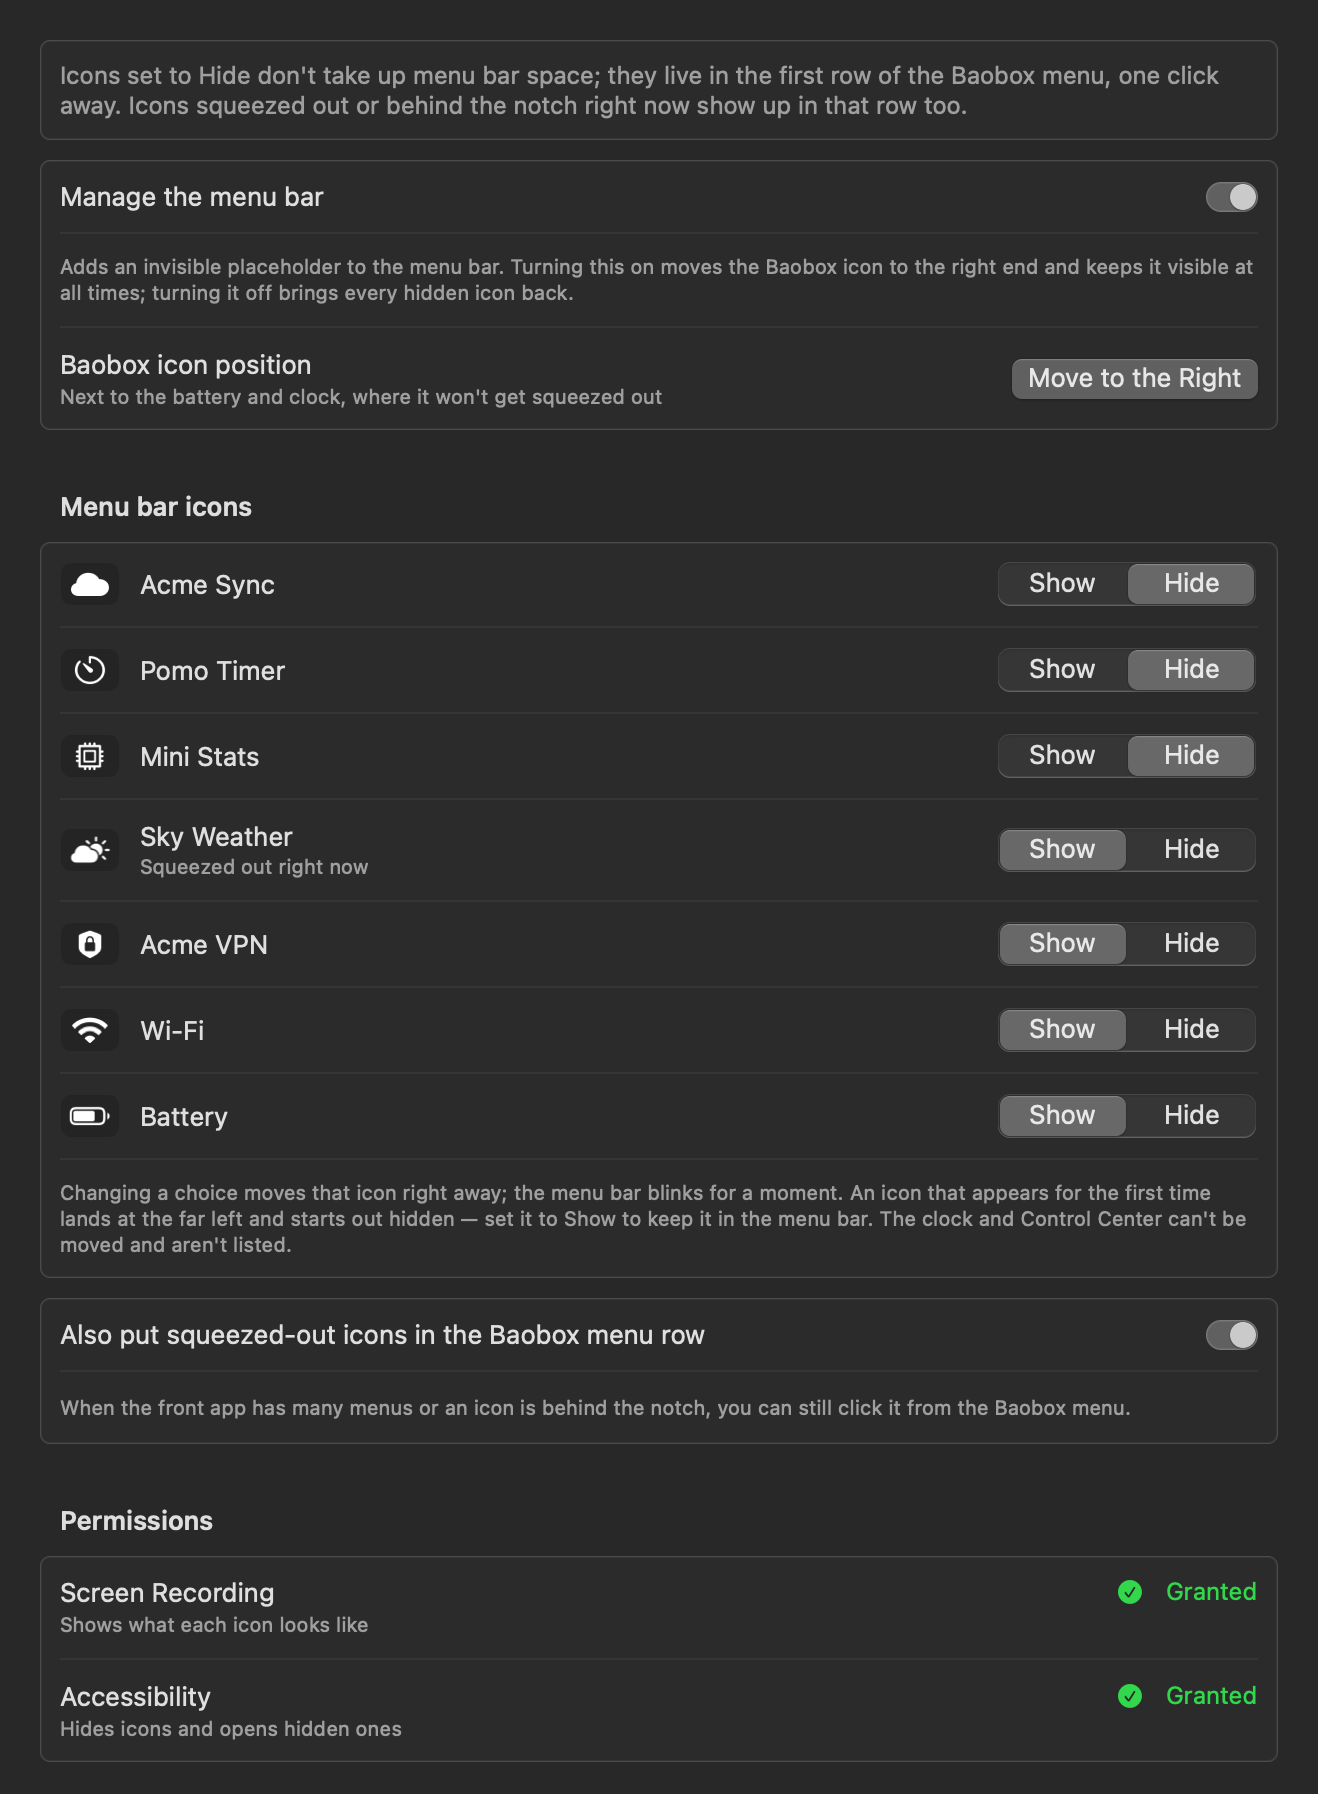 Icons set to Hide don't take up menu bar space; they live in the first row of the Baobox menu, one click
away. Icons squeezed out or behind the notch right now show up in that row too.
Manage the menu bar
Adds an invisible placeholder to the menu bar. Turning this on moves the Baobox icon to the right end and keeps it visible at
all times; turning it off brings every hidden icon back.
Baobox icon position
Next to the battery and clock, where it won't get squeezed out
Move to the Right
Menu bar icons
Acme Sync
Show Hide
Pomo Timer
Show Hide
Mini Stats
Show Hide
Sky Weather
Squeezed out right now
Show Hide
Acme VPN
Show Hide
Wi-Fi
Show Hide
Battery
Show Hide
Changing a choice moves that icon right away; the menu bar blinks for a moment. An icon that appears for the first time
lands at the far left and starts out hidden — set it to Show to keep it in the menu bar. The clock and Control Center can't be
moved and aren't listed.
Also put squeezed-out icons in the Baobox menu row
When the front app has many menus or an icon is behind the notch, you can still click it from the Baobox menu.
Permissions
Screen Recording
Shows what each icon looks like
Granted
Accessibility
Hides icons and opens hidden ones
Granted